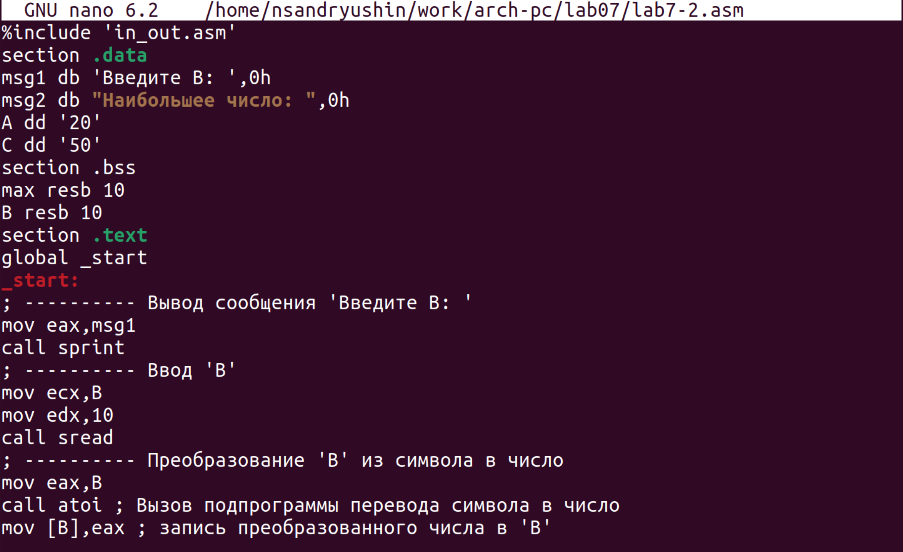 GNU nano 6.2 /home/nsandryushin/work/arch-pc/lab07/lab7-2.asm
%include 'in_out.asm'
section .data
msg1 db 'Введите B: ',0h
msg2 db "Наибольшее число: ",0h
A dd '20'
C dd '50'
section .bss
max resb 10
B resb 10
section .text
global _start
_start:
; ---------- Вывод сообщения 'Введите B: '
mov eax,msg1
call sprint
; ---------- Ввод 'B'
mov ecx,B
mov edx,10
call sread
; ---------- Преобразование 'B' из символа в число
mov eax,B
call atoi ; Вызов подпрограммы перевода символа в число
mov [B],eax ; запись преобразованного числа в 'B'